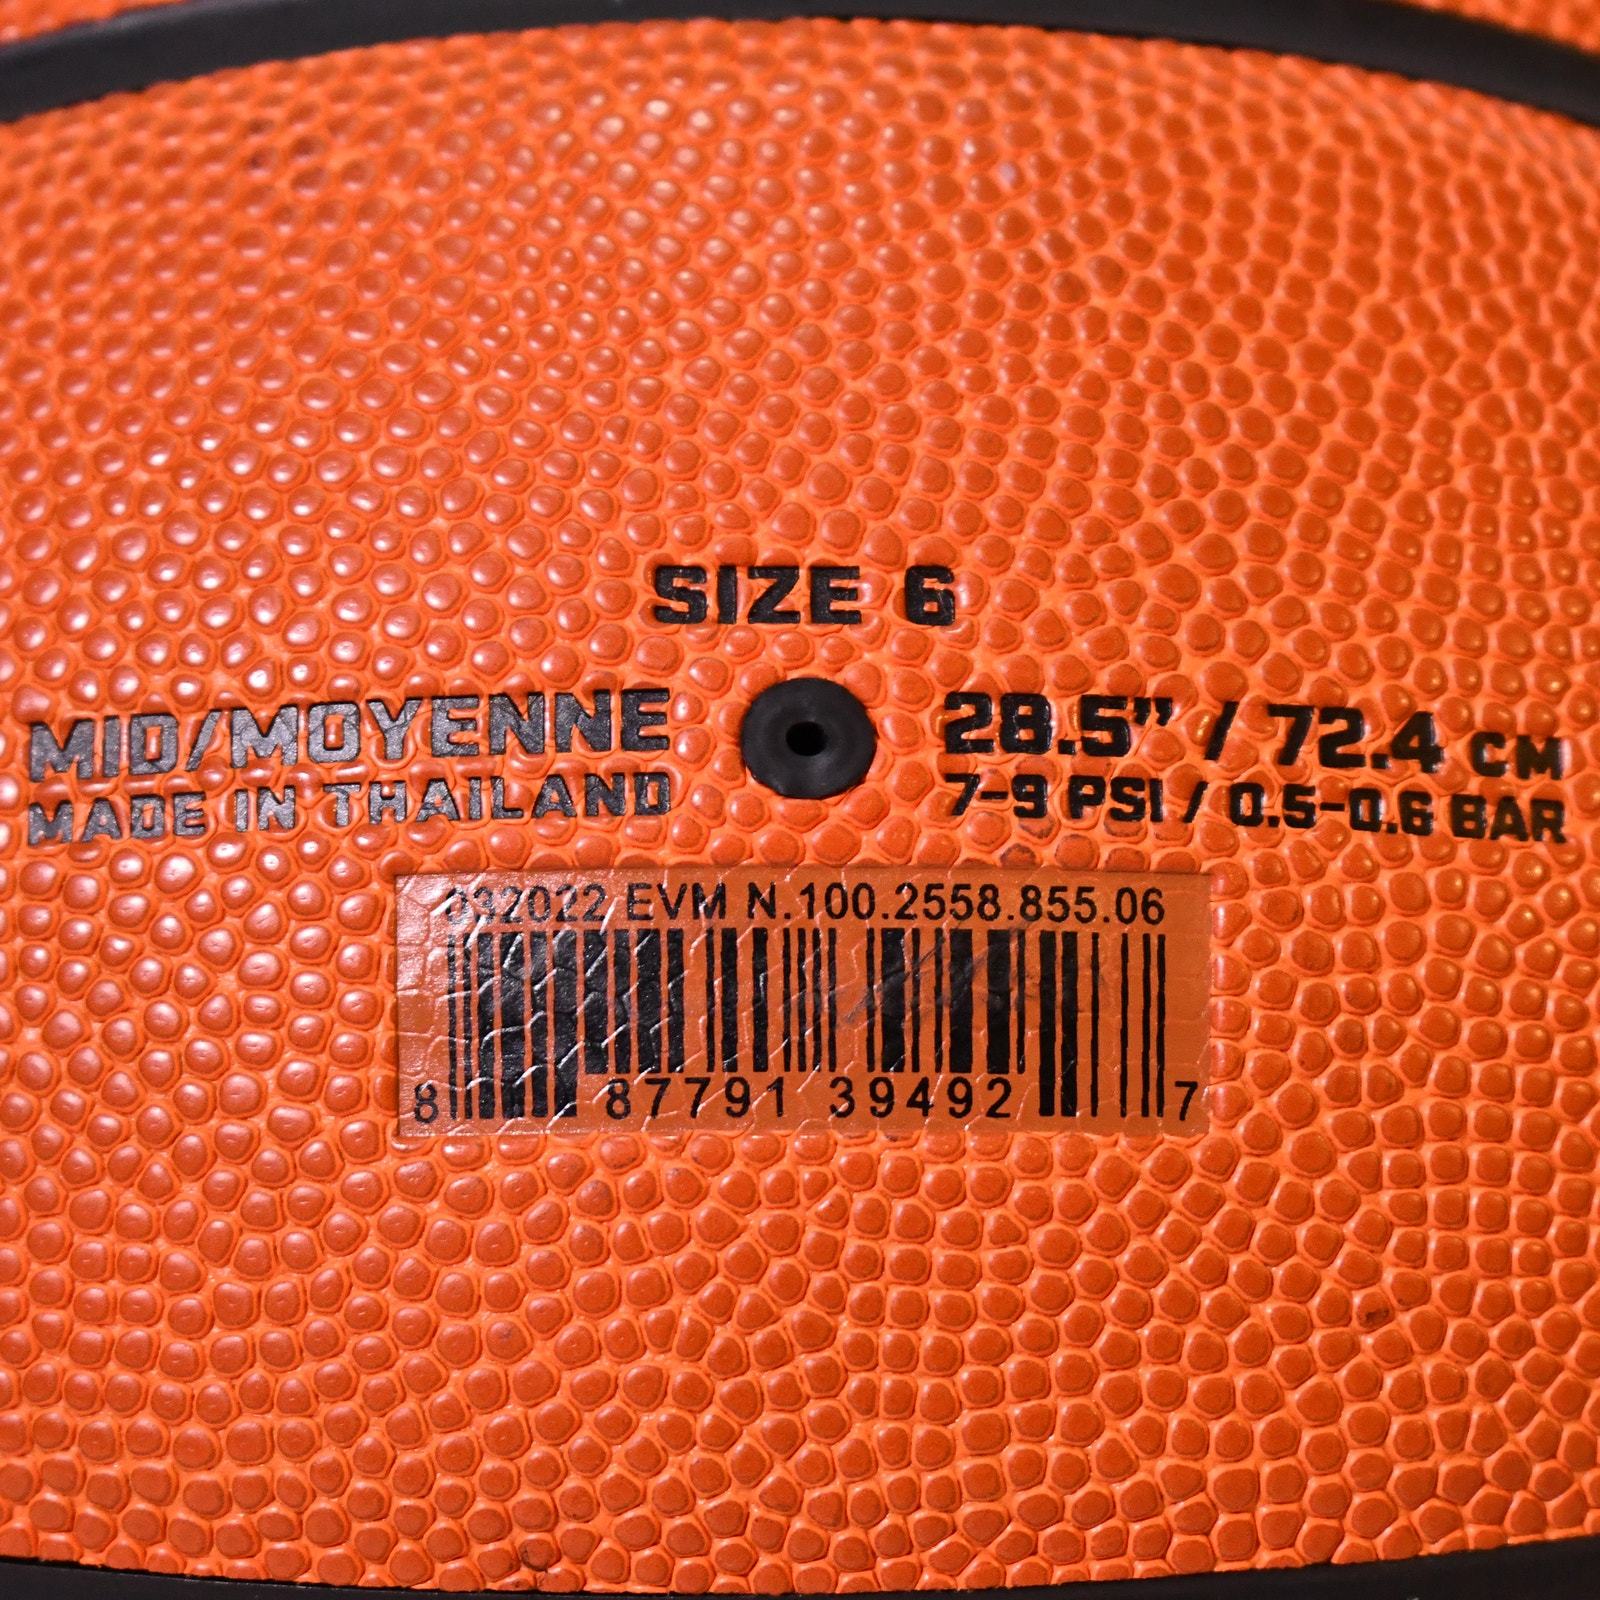 SIZE 6
MID/MOYENNE
MADE IN THAILAND
28.5” / 72.4 CM
7-9 PSI / 0.5-0.6 BAR
032022 EVM N.100.2558.855.06
8 87791 39492 7